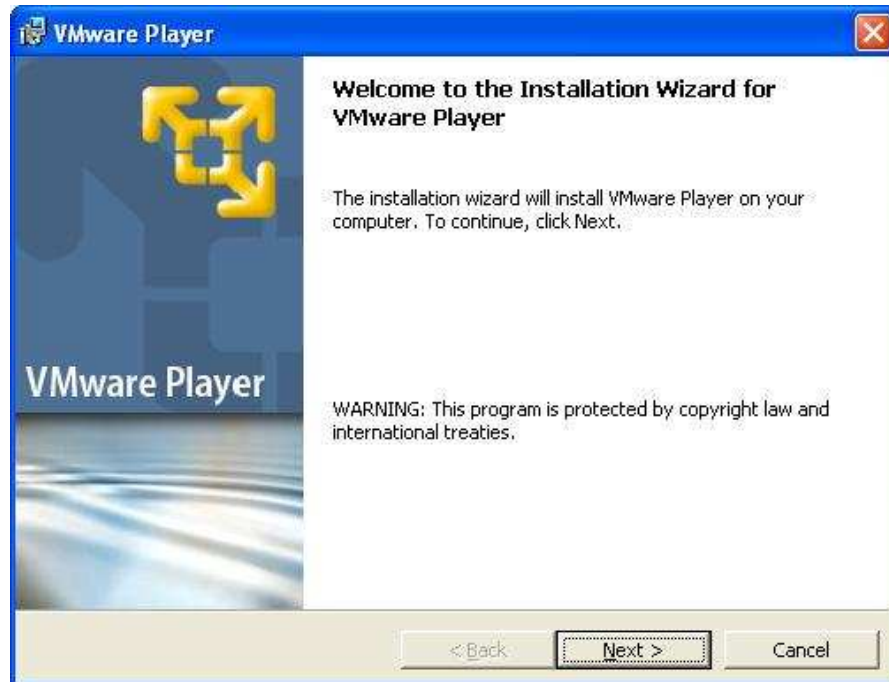 VMware Player
Welcome to the Installation Wizard for
VMware Player
The installation wizard will install VMware Player on your
computer. To continue, click Next.
VMware Player
WARNING: This program is protected by copyright law and
international treaties.
< Back
Next >
Cancel